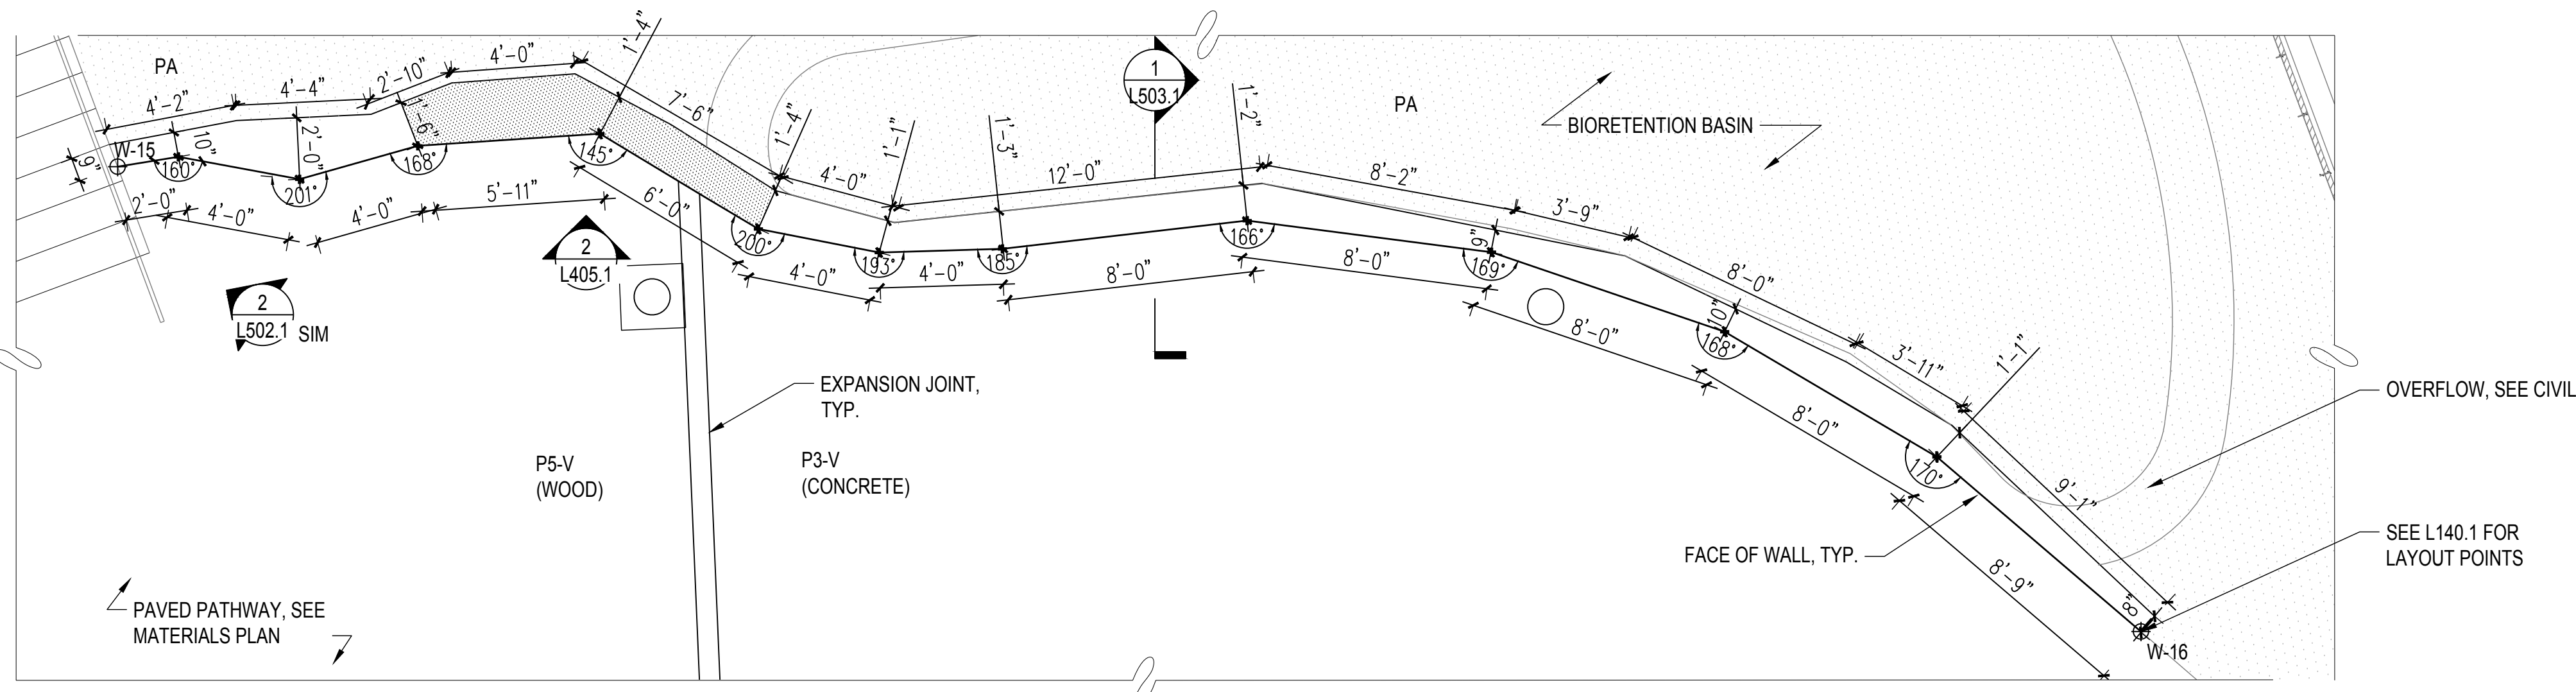 PA
4'-2"
4'-4"
2'-10"
4'-0"
1'-4"
7'-6"
1'-4"
4'-0"
1'-1"
1'-3"
12'-0"
1'-2"
8'-2"
3'-9"
8'-0"
3'-11"
1'-1"
9'-1"
1
L503.1
PA
BIORETENTION BASIN
9"
W-15
10"
2'-0"
1'-6"
160°
201°
168°
145°
200°
193°
185°
166°
9"
169°
10"
168°
170°
8"
2'-0"
4'-0"
4'-0"
5'-11"
6'-0"
4'-0"
4'-0"
8'-0"
8'-0"
8'-0"
8'-0"
8'-9"
2
L405.1
2
L502.1 SIM
EXPANSION JOINT,
TYP.
P5-V
(WOOD)
P3-V
(CONCRETE)
OVERFLOW, SEE CIVIL
SEE L140.1 FOR
LAYOUT POINTS
FACE OF WALL, TYP.
PAVED PATHWAY, SEE
MATERIALS PLAN
W-16